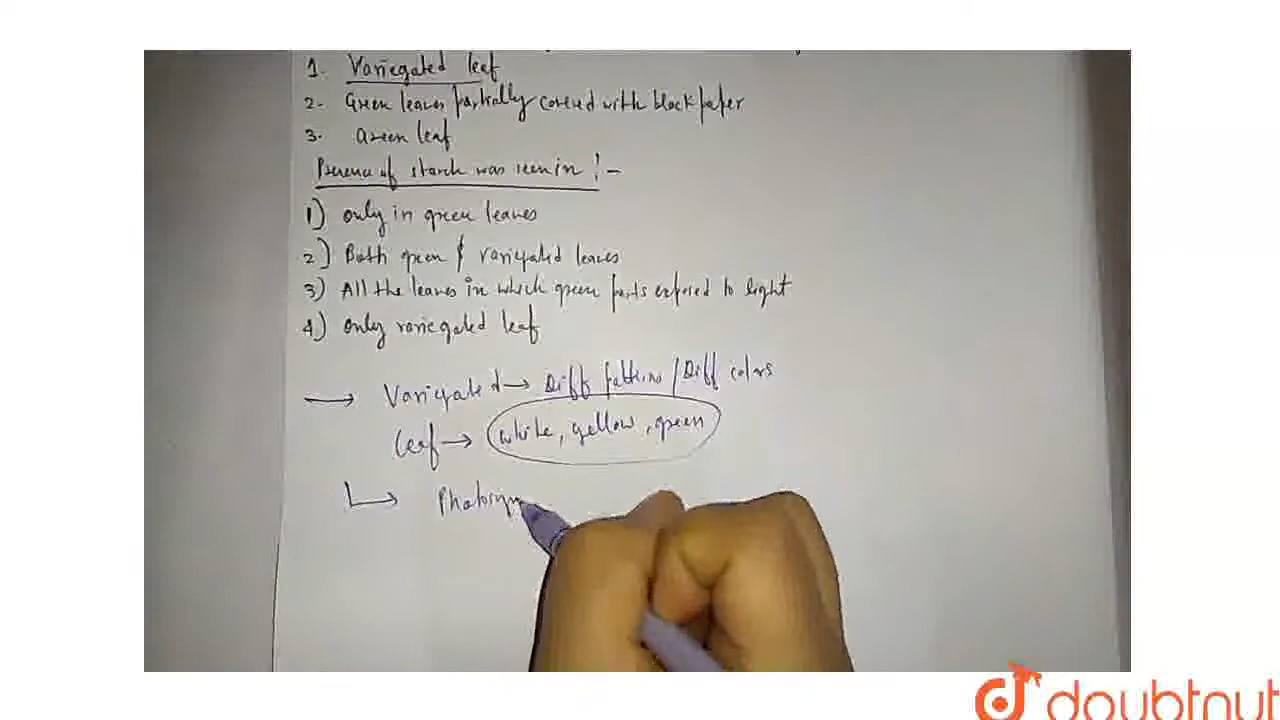 1. Variegated leaf
2. Green leaves partially covered with black paper
3. Green leaf
Presence of starch was seen in ! -
1) only in green leaves
2) Both green & variegated leaves
3) All the leaves in which green parts exposed to light
4) only variegated leaf
Variegated → Diff patterns / Diff colors
leaf → white, yellow, green
Photosyn
doubtnut